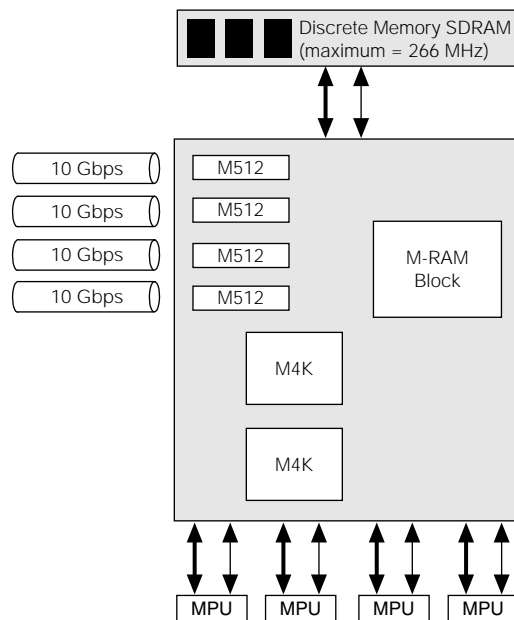 Discrete Memory SDRAM
(maximum = 266 MHz)
10 Gbps
M512
10 Gbps
M512
10 Gbps
M512
10 Gbps
M512
M-RAM
Block
M4K
M4K
MPU
MPU
MPU
MPU